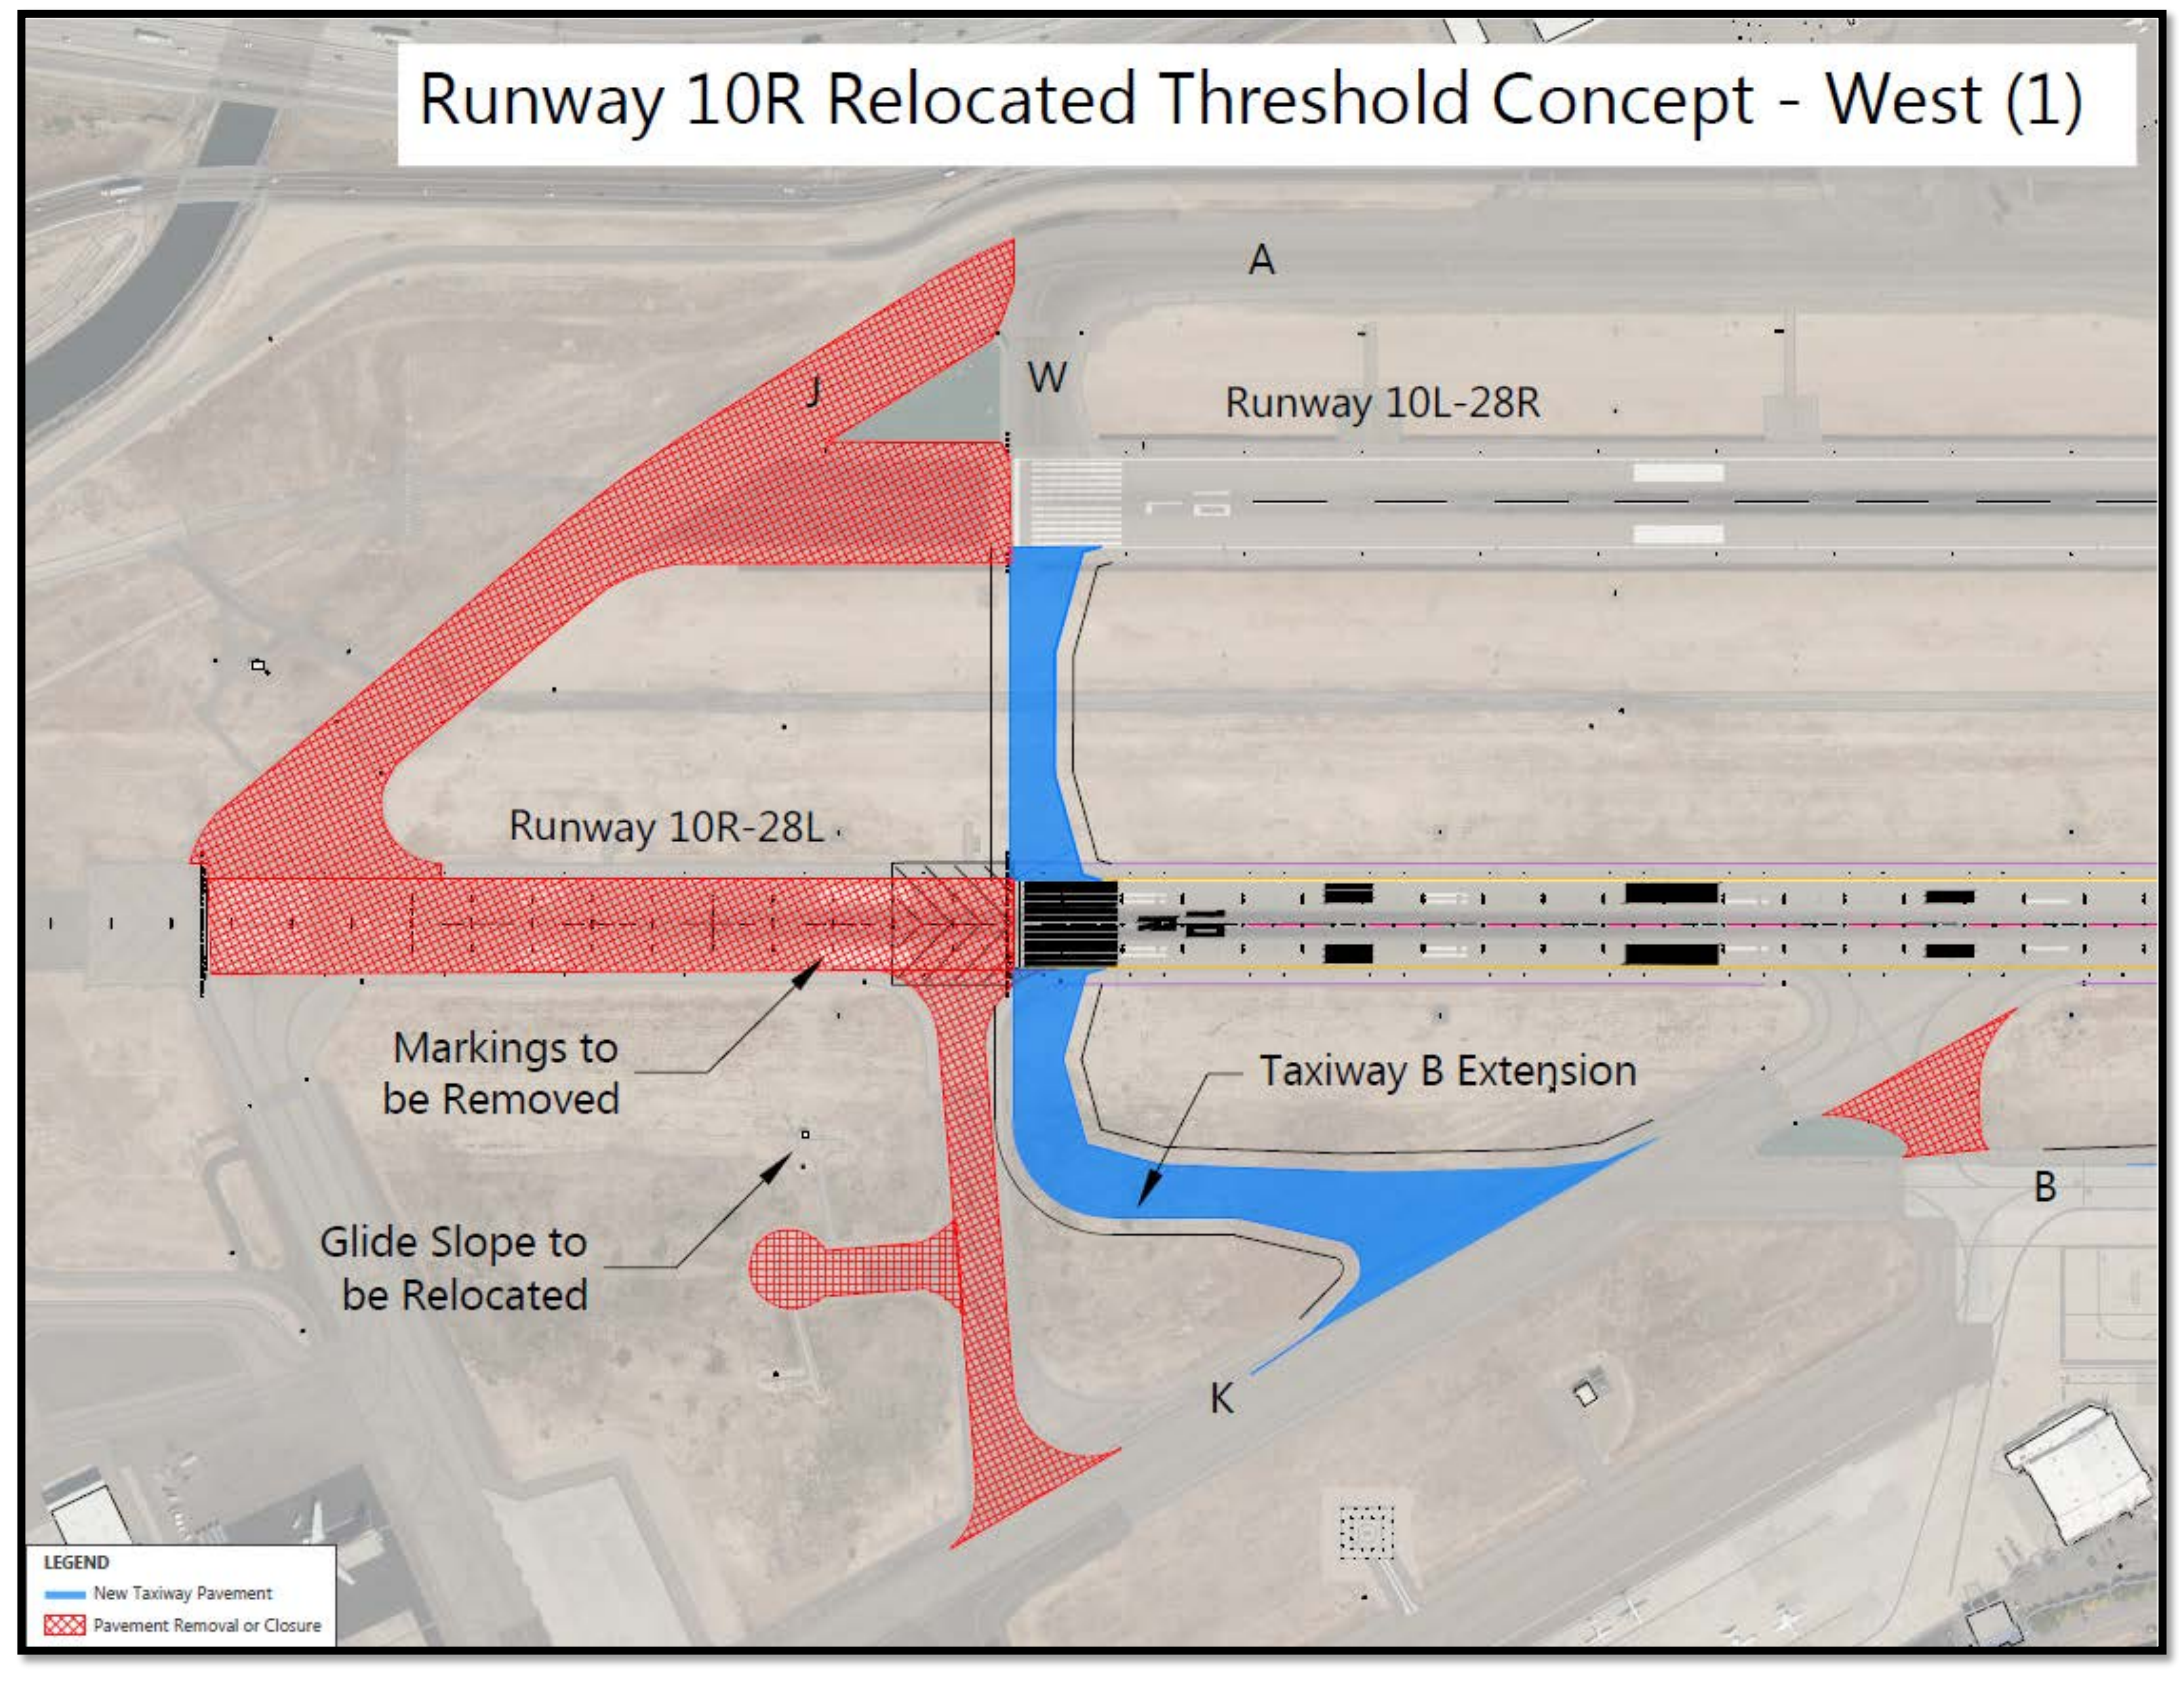 Runway 10R Relocated Threshold Concept - West (1)
A
J
W
Runway 10L-28R
Runway 10R-28L
Markings to
be Removed
Taxiway B Extension
B
Glide Slope to
be Relocated
K
LEGEND
New Taxiway Pavement
Pavement Removal or Closure